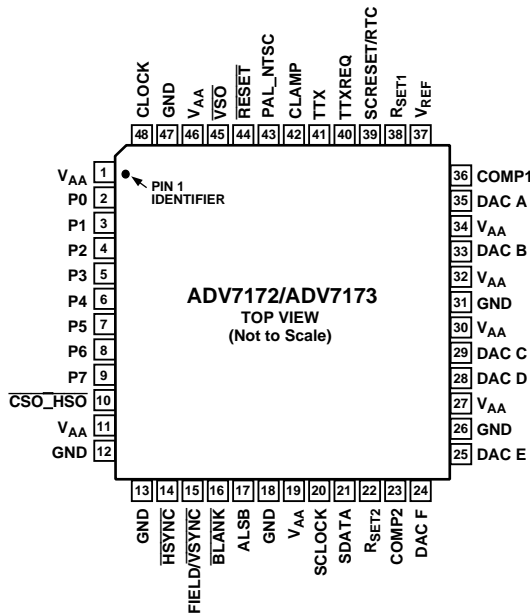 CLOCK
GND
VAA
VSO
RESET
PAL_NTSC
CLAMP
TTX
TTXREQ
SCRESET/RTC
RSET1
VREF
48 47 46 45 44 43 42 41 40 39 38 37
VAA 1
P0 2
P1 3
P2 4
P3 5
P4 6
P5 7
P6 8
P7 9
CSO_HSO 10
VAA 11
GND 12
PIN 1
IDENTIFIER
ADV7172/ADV7173
TOP VIEW
(Not to Scale)
36 COMP1
35 DAC A
34 VAA
33 DAC B
32 VAA
31 GND
30 VAA
29 DAC C
28 DAC D
27 VAA
26 GND
25 DAC E
13 14 15 16 17 18 19 20 21 22 23 24
GND
HSYNC
FIELD/VSYNC
BLANK
ALSB
GND
VAA
SCLOCK
SDATA
RSET2
COMP2
DAC F